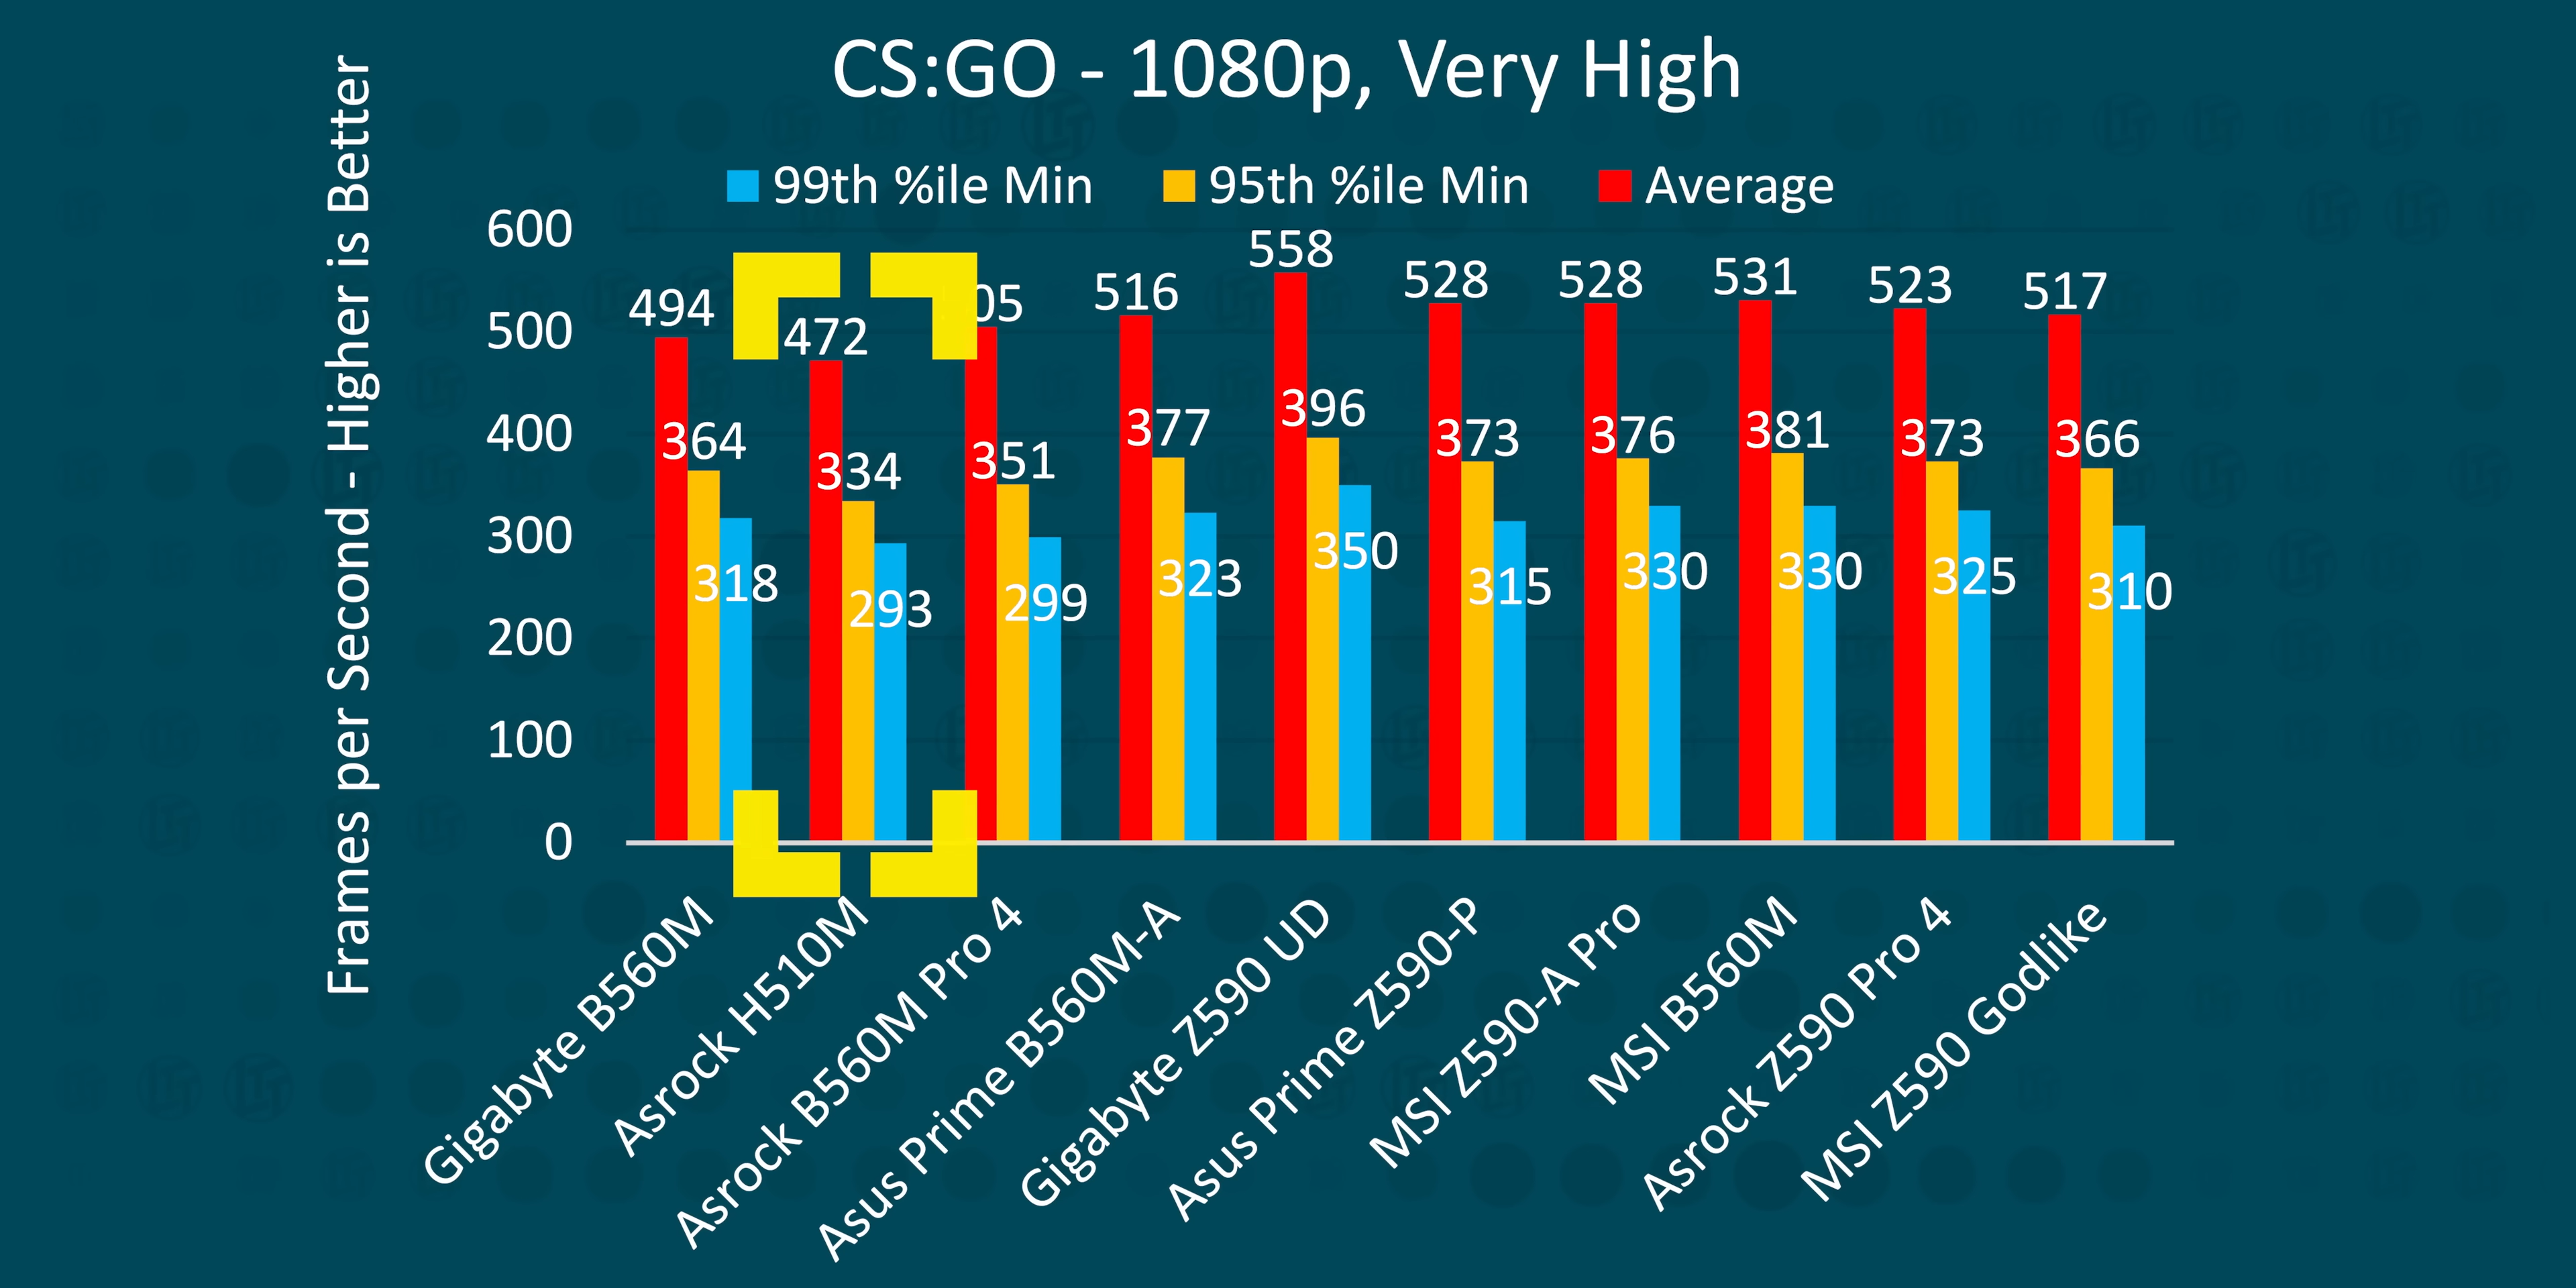 CS:GO - 1080p, Very High
99th %ile Min 95th %ile Min Average
Frames per Second - Higher is Better
600
500
400
300
200
100
0
494 364 318
472 334 293
05 351 299
516 377 323
558 396 350
528 373 315
528 376 330
531 381 330
523 373 325
517 366 310
Gigabyte B560M
Asrock H510M
Asrock B560M Pro 4
Asus Prime B560M-A
Gigabyte Z590 UD
Asus Prime Z590-P
MSI Z590-A Pro
MSI B560M
Asrock Z590 Pro 4
MSI Z590 Godlike